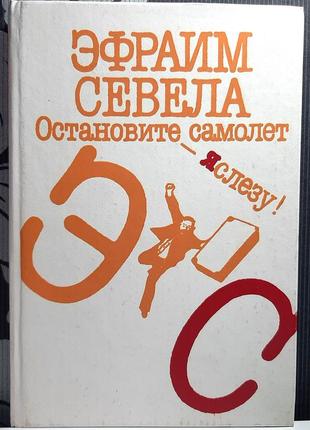 ЭФРАИМ
СЕВЕЛА
Остановите самолет
– я слезу!
Э
С